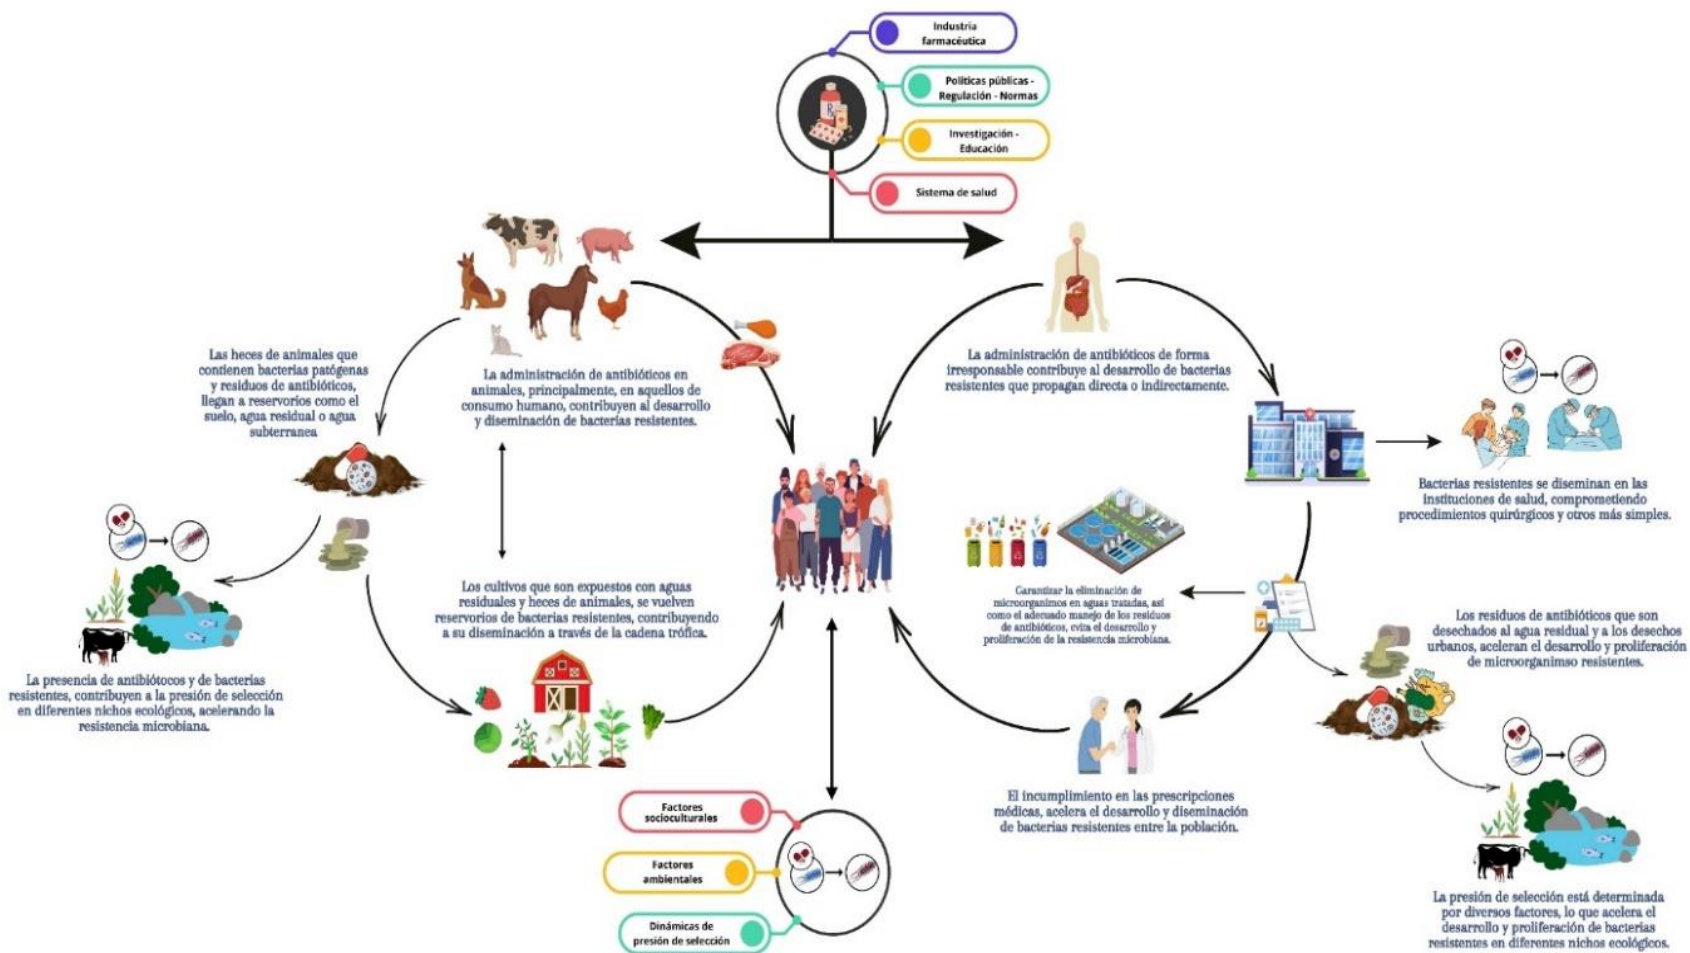 Industria
farmacéutica
Políticas públicas -
Regulación - Normas
Investigación -
Educación
Sistema de salud
Las heces de animales que
contienen bacterias patógenas
y residuos de antibióticos,
llegan a reservorios como el
suelo, agua residual o agua
subterranea
La administración de antibióticos en
animales, principalmente, en aquellos de
consumo humano, contribuyen al desarrollo
y diseminación de bacterias resistentes.
La administración de antibióticos de forma
irresponsable contribuye al desarrollo de bacterias
resistentes que propagan directa o indirectamente.
Bacterias resistentes se diseminan en las
instituciones de salud, comprometiendo
procedimientos quirúrgicos y otros más simples.
Los cultivos que son expuestos con aguas
residuales y heces de animales, se vuelven
reservorios de bacterias resistentes, contribuyendo
a su diseminación a través de la cadena trófica.
Garantizar la eliminación de
microorganimos en aguas tratadas, así
como el adecuado manejo de los residuos
de antibióticos, evita el desarrollo y
proliferación de la resistencia microbiana.
Los residuos de antibióticos que son
desechados al agua residual y a los desechos
urbanos, aceleran el desarrollo y proliferación
de microorganimso resistentes.
La presencia de antibiótocos y de bacterias
resistentes, contribuyen a la presión de selección
en diferentes nichos ecológicos, acelerando la
resistencia microbiana.
El incumplimiento en las prescripciones
médicas, acelera el desarrollo y diseminación
de bacterias resistentes entre la población.
Factores
socioculturales
Factores
ambientales
Dinámicas de
presión de selección
La presión de selección está determinada
por diversos factores, lo que acelera el
desarrollo y proliferación de bacterias
resistentes en diferentes nichos ecológicos.